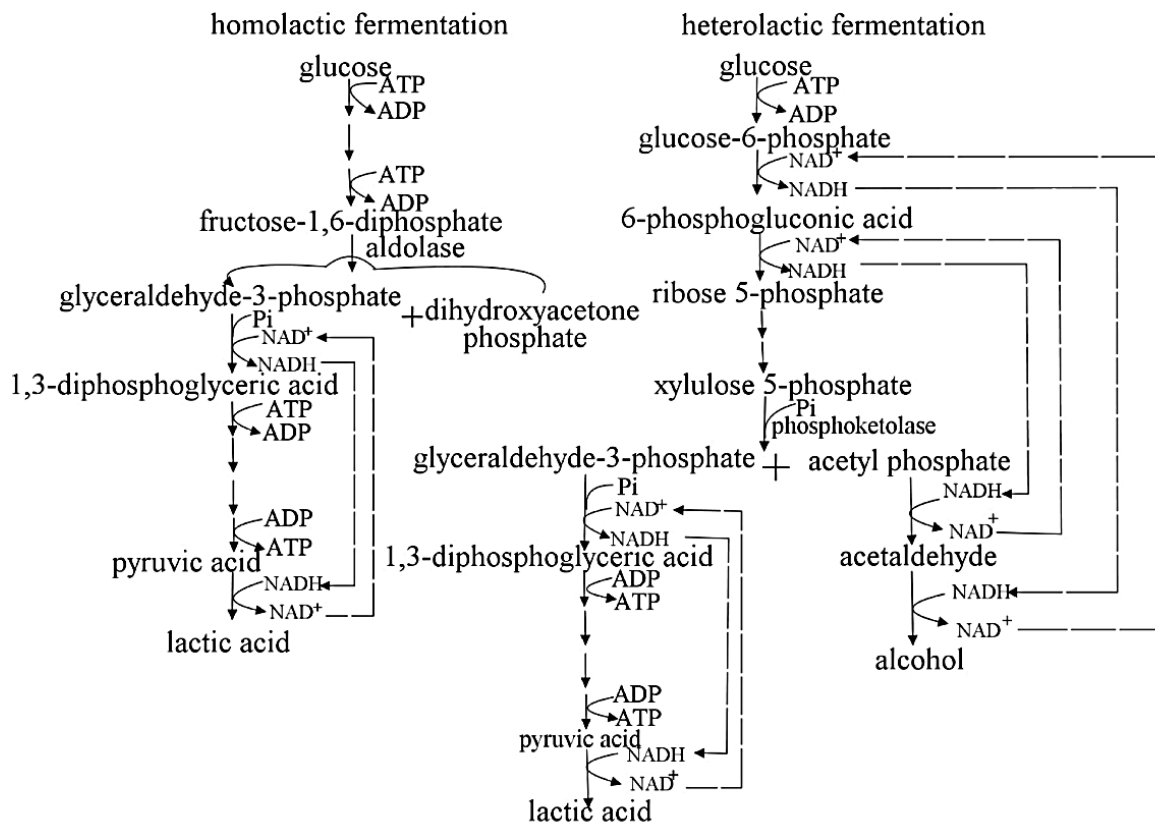 homolactic fermentation
glucose
ATP
ADP
ATP
ADP
fructose-1,6-diphosphate
aldolase
glyceraldehyde-3-phosphate
+
dihydroxyacetone
phosphate
Pi
NAD+
NADH
1,3-diphosphoglyceric acid
ATP
ADP
ADP
ATP
pyruvic acid
NADH
NAD+
lactic acid
heterolactic fermentation
glucose
ATP
ADP
glucose-6-phosphate
NAD+
NADH
6-phosphogluconic acid
NAD+
NADH
ribose 5-phosphate
xylulose 5-phosphate
Pi
phosphoketolase
glyceraldehyde-3-phosphate
+
acetyl phosphate
Pi
NAD+
NADH
1,3-diphosphoglyceric acid
ADP
ATP
ADP
ATP
pyruvic acid
NADH
NAD+
lactic acid
NADH
NAD+
acetaldehyde
NADH
NAD+
alcohol